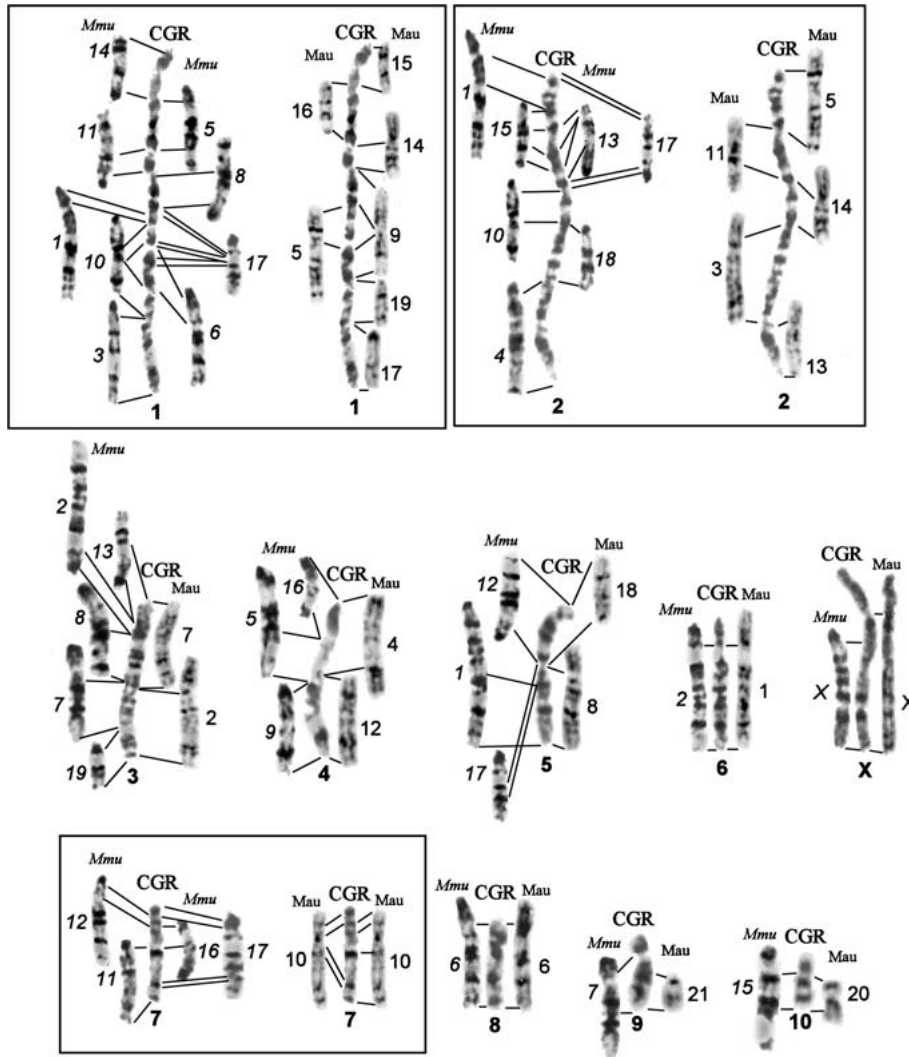 Mmu CGR Mmu Mau CGR Mau
14 5 11 8 1 10 17 3 6
1
15 16 14 5 9 19 17
1
Mmu CGR Mmu CGR Mau Mau
1 15 13 17 10 18 4
2
5 11 14 3 13
2
Mmu CGR Mau
2 13 8 7 7 2 19
3
Mmu CGR Mau
16 5 4 9 12
4
Mmu CGR Mau
12 18 1 8 17
5
Mmu CGR Mau
2 1
6
CGR Mmu Mau
X X
X
Mmu CGR Mmu
12 11 16 17
7
Mau CGR Mau
10 10
7
Mmu CGR Mau
6 6
8
CGR Mau
7 21
9
Mmu CGR Mau
15 20
10